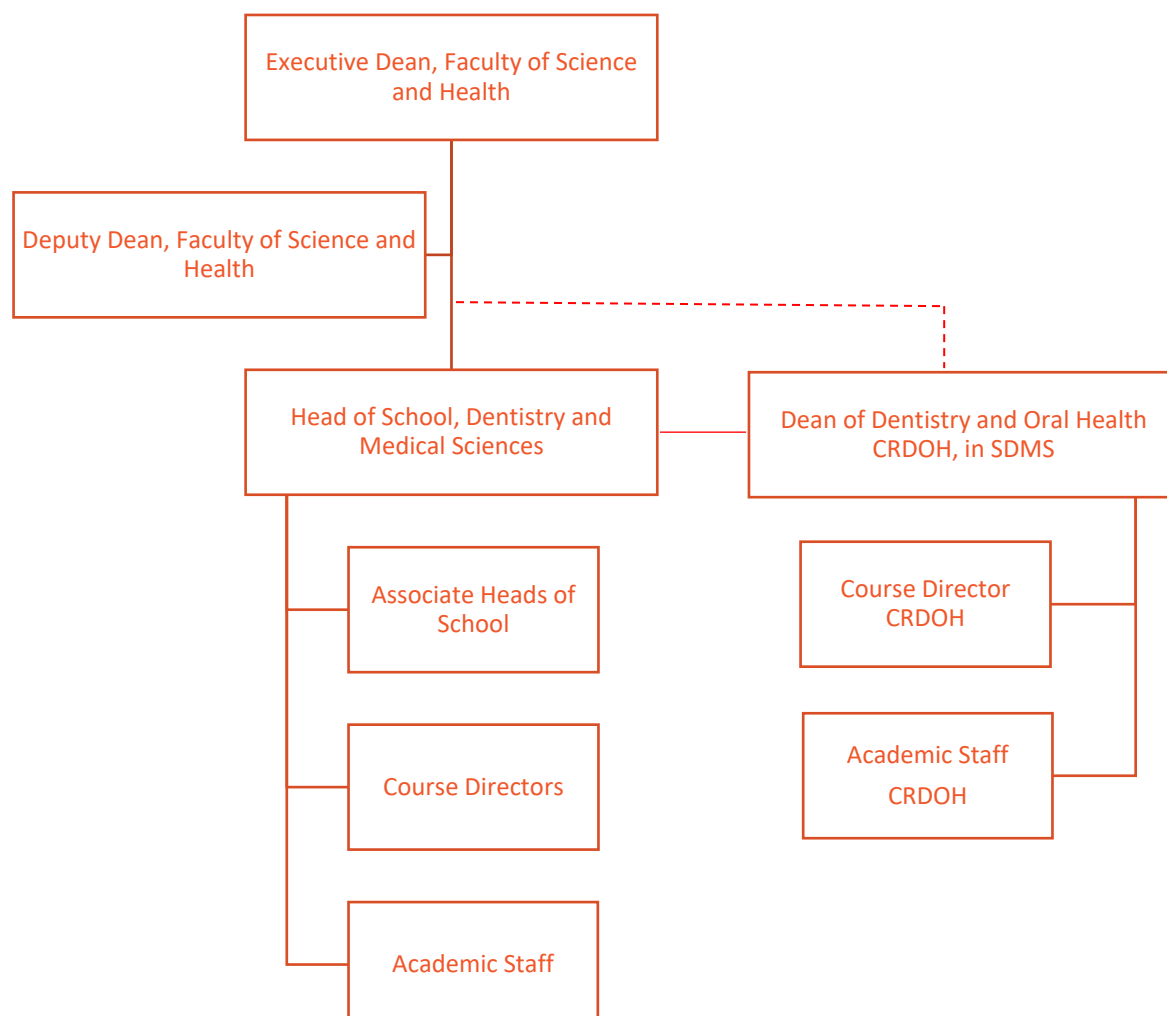 Executive Dean, Faculty of Science
and Health
Deputy Dean, Faculty of Science and
Health
Head of School, Dentistry and
Medical Sciences
Dean of Dentistry and Oral Health
CRDOH, in SDMS
Associate Heads of
School
Course Directors
Academic Staff
Course Director
CRDOH
Academic Staff
CRDOH